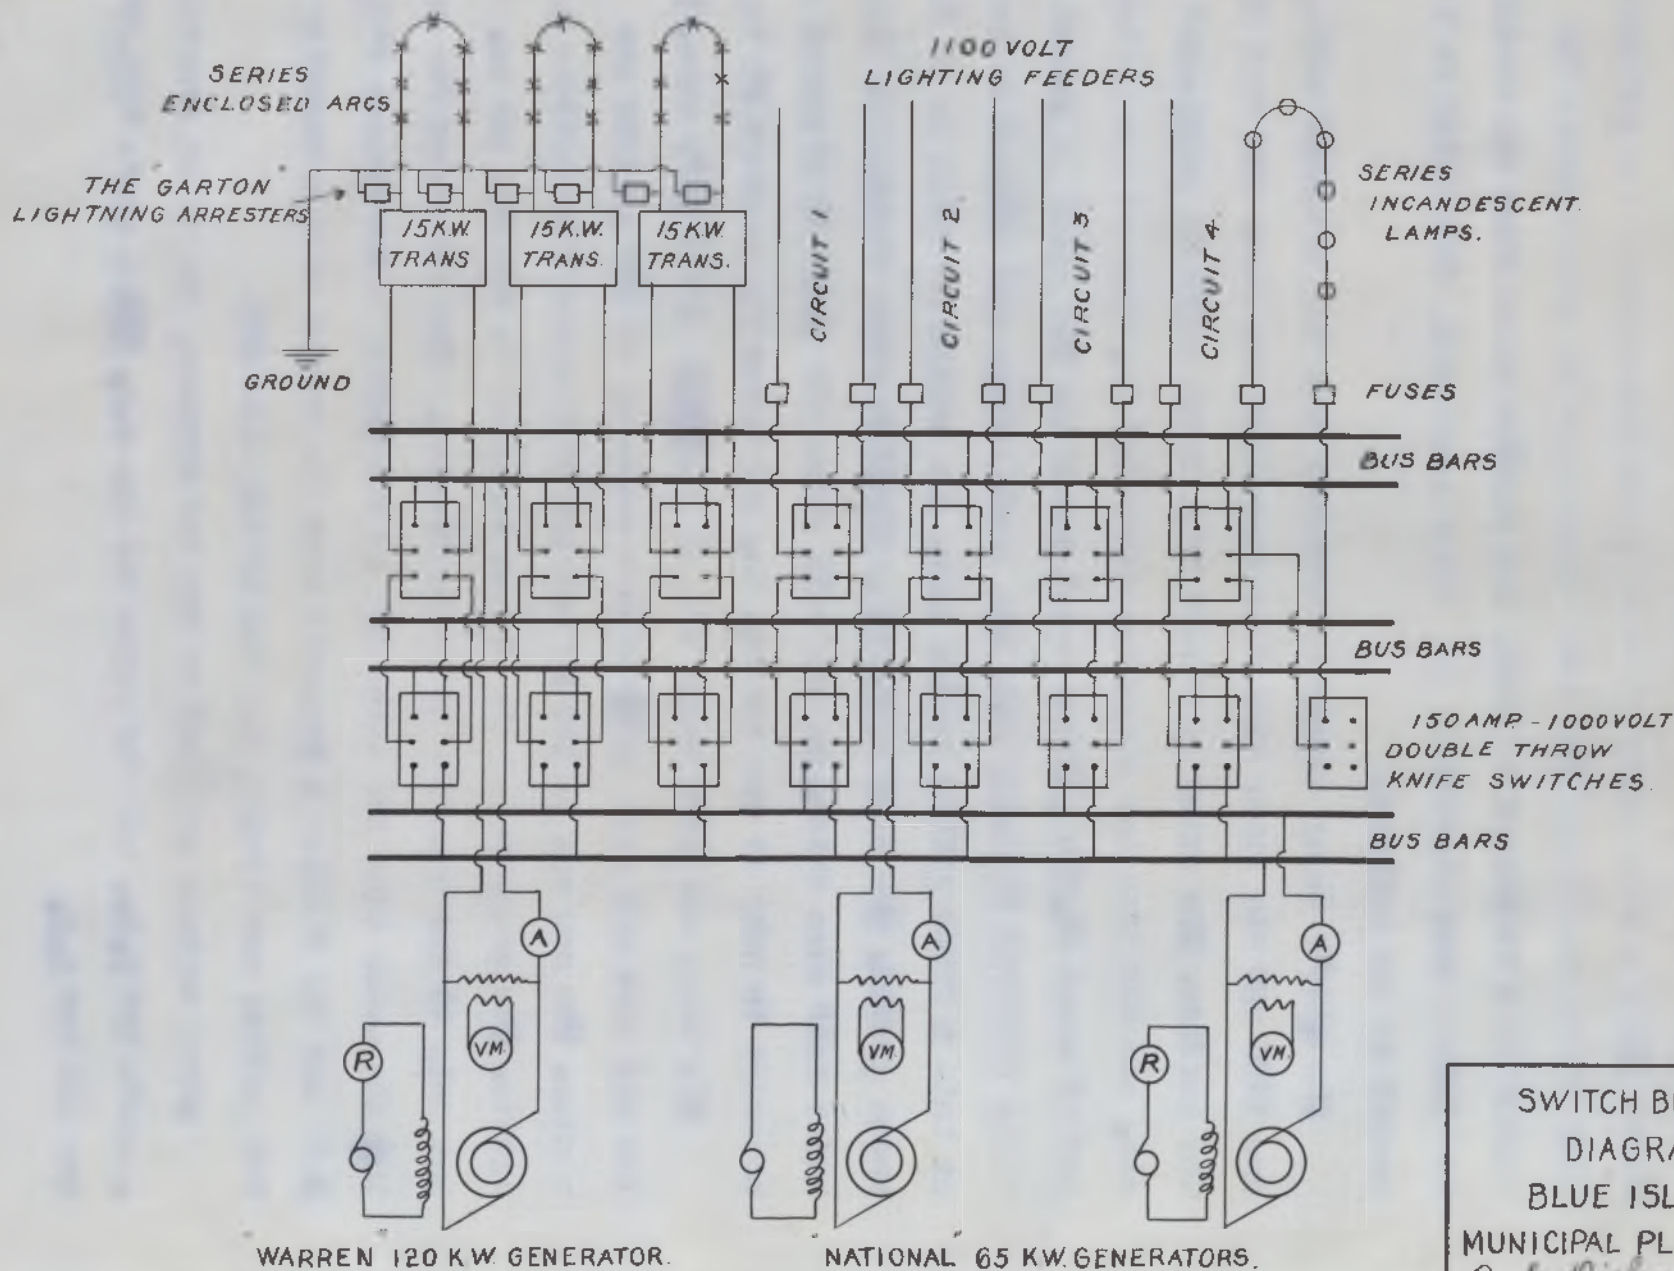 SERIES
ENCLOSED ARCS
1100 VOLT
LIGHTING FEEDERS
THE GARTON
LIGHTNING ARRESTERS
SERIES
INCANDESCENT.
LAMPS.
15 K.W.
TRANS
15 K.W.
TRANS.
15 K.W.
TRANS.
CIRCUIT 1.
CIRCUIT 2.
CIRCUIT 3.
CIRCUIT 4.
GROUND
FUSES
BUS BARS
BUS BARS
150 AMP. - 1000 VOLT
DOUBLE THROW
KNIFE SWITCHES.
BUS BARS
A
A
A
VM.
VM.
VM.
R
R
WARREN 120 K.W. GENERATOR.
NATIONAL 65 K.W. GENERATORS.
SWITCH
DIAGRA
BLUE ISL
MUNICIPAL PL